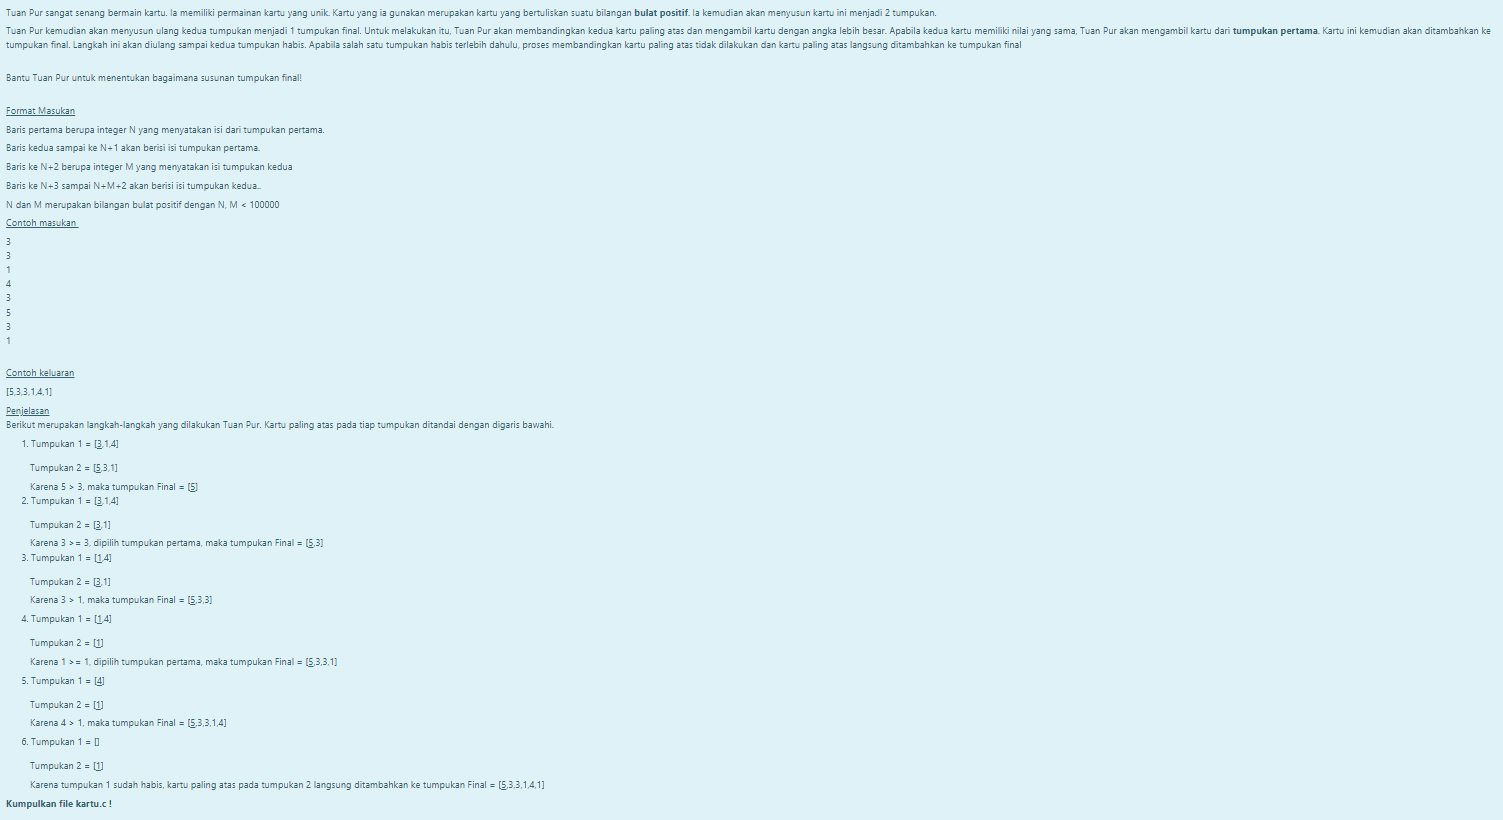 Tuan Pur sangat senang bermain kartu. Ia memiliki permainan kartu yang unik. Kartu yang ia gunakan merupakan kartu yang bertuliskan suatu bilangan bulat positif. Ia kemudian akan menyusun kartu ini menjadi 2 tumpukan.
Tuan Pur kemudian akan menyusun ulang kedua tumpukan menjadi 1 tumpukan final. Untuk melakukan itu, Tuan Pur akan membandingkan kedua kartu paling atas dan mengambil kartu dengan angka lebih besar. Apabila kedua kartu memiliki nilai yang sama, Tuan Pur akan mengambil kartu dari tumpukan pertama. Kartu ini kemudian akan ditambahkan ke
tumpukan final. Langkah ini akan diulang sampai kedua tumpukan habis. Apabila salah satu tumpukan habis terlebih dahulu, proses membandingkan kartu paling atas tidak dilakukan dan kartu paling atas langsung ditambahkan ke tumpukan final
Bantu Tuan Pur untuk menentukan bagaimana susunan tumpukan final!
Format Masukan
Baris pertama berupa integer N yang menyatakan isi dari tumpukan pertama.
Baris kedua sampai ke N+1 akan berisi isi tumpukan pertama.
Baris ke N+2 berupa integer M yang menyatakan isi tumpukan kedua
Baris ke N+3 sampai N+M+2 akan berisi isi tumpukan kedua..
N dan M merupakan bilangan bulat positif dengan N, M < 100000
Contoh masukan
3
3
1
4
3
5
3
1
Contoh keluaran
[5,3,3,1,4,1]
Penjelasan
Berikut merupakan langkah-langkah yang dilakukan Tuan Pur. Kartu paling atas pada tiap tumpukan ditandai dengan digaris bawahi.
1. Tumpukan 1 = [3,1,4]
Tumpukan 2 = [5,3,1]
Karena 5 > 3, maka tumpukan Final = [5]
2. Tumpukan 1 = [3,1,4]
Tumpukan 2 = [3,1]
Karena 3 >= 3, dipilih tumpukan pertama, maka tumpukan Final = [5,3]
3. Tumpukan 1 = [1,4]
Tumpukan 2 = [3,1]
Karena 3 > 1, maka tumpukan Final = [5,3,3]
4. Tumpukan 1 = [1,4]
Tumpukan 2 = [1]
Karena 1 >= 1, dipilih tumpukan pertama, maka tumpukan Final = [5,3,3,1]
5. Tumpukan 1 = [4]
Tumpukan 2 = [1]
Karena 4 > 1, maka tumpukan Final = [5,3,3,1,4]
6. Tumpukan 1 = []
Tumpukan 2 = [1]
Karena tumpukan 1 sudah habis, kartu paling atas pada tumpukan 2 langsung ditambahkan ke tumpukan Final = [5,3,3,1,4,1]
Kumpulkan file kartu.c !